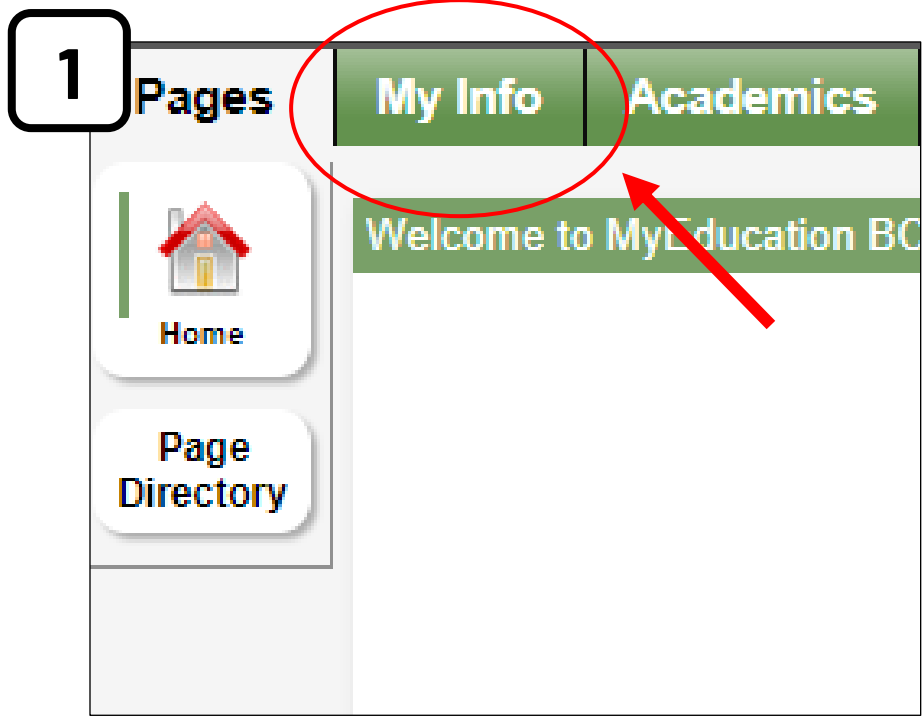 1
Pages My Info Academics
Welcome to MyEducation BC
Home
Page
Directory